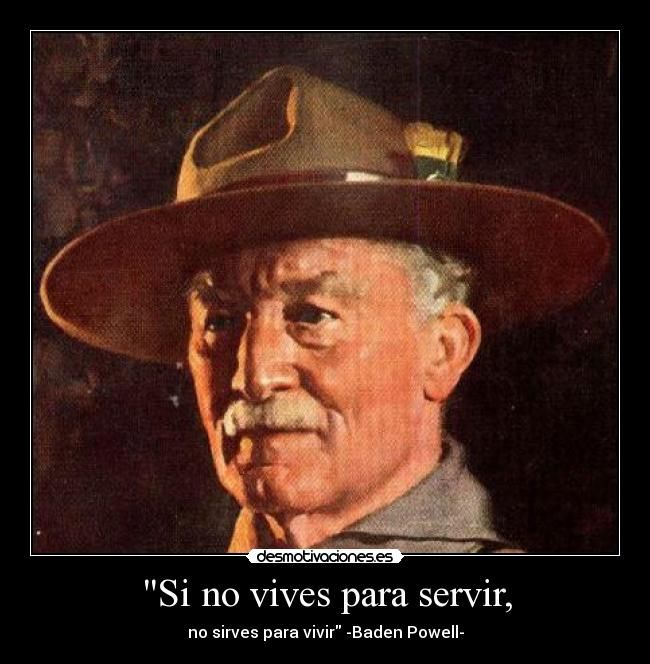 desmotivaciones.es
"Si no vives para servir,
no sirves para vivir" -Baden Powell-